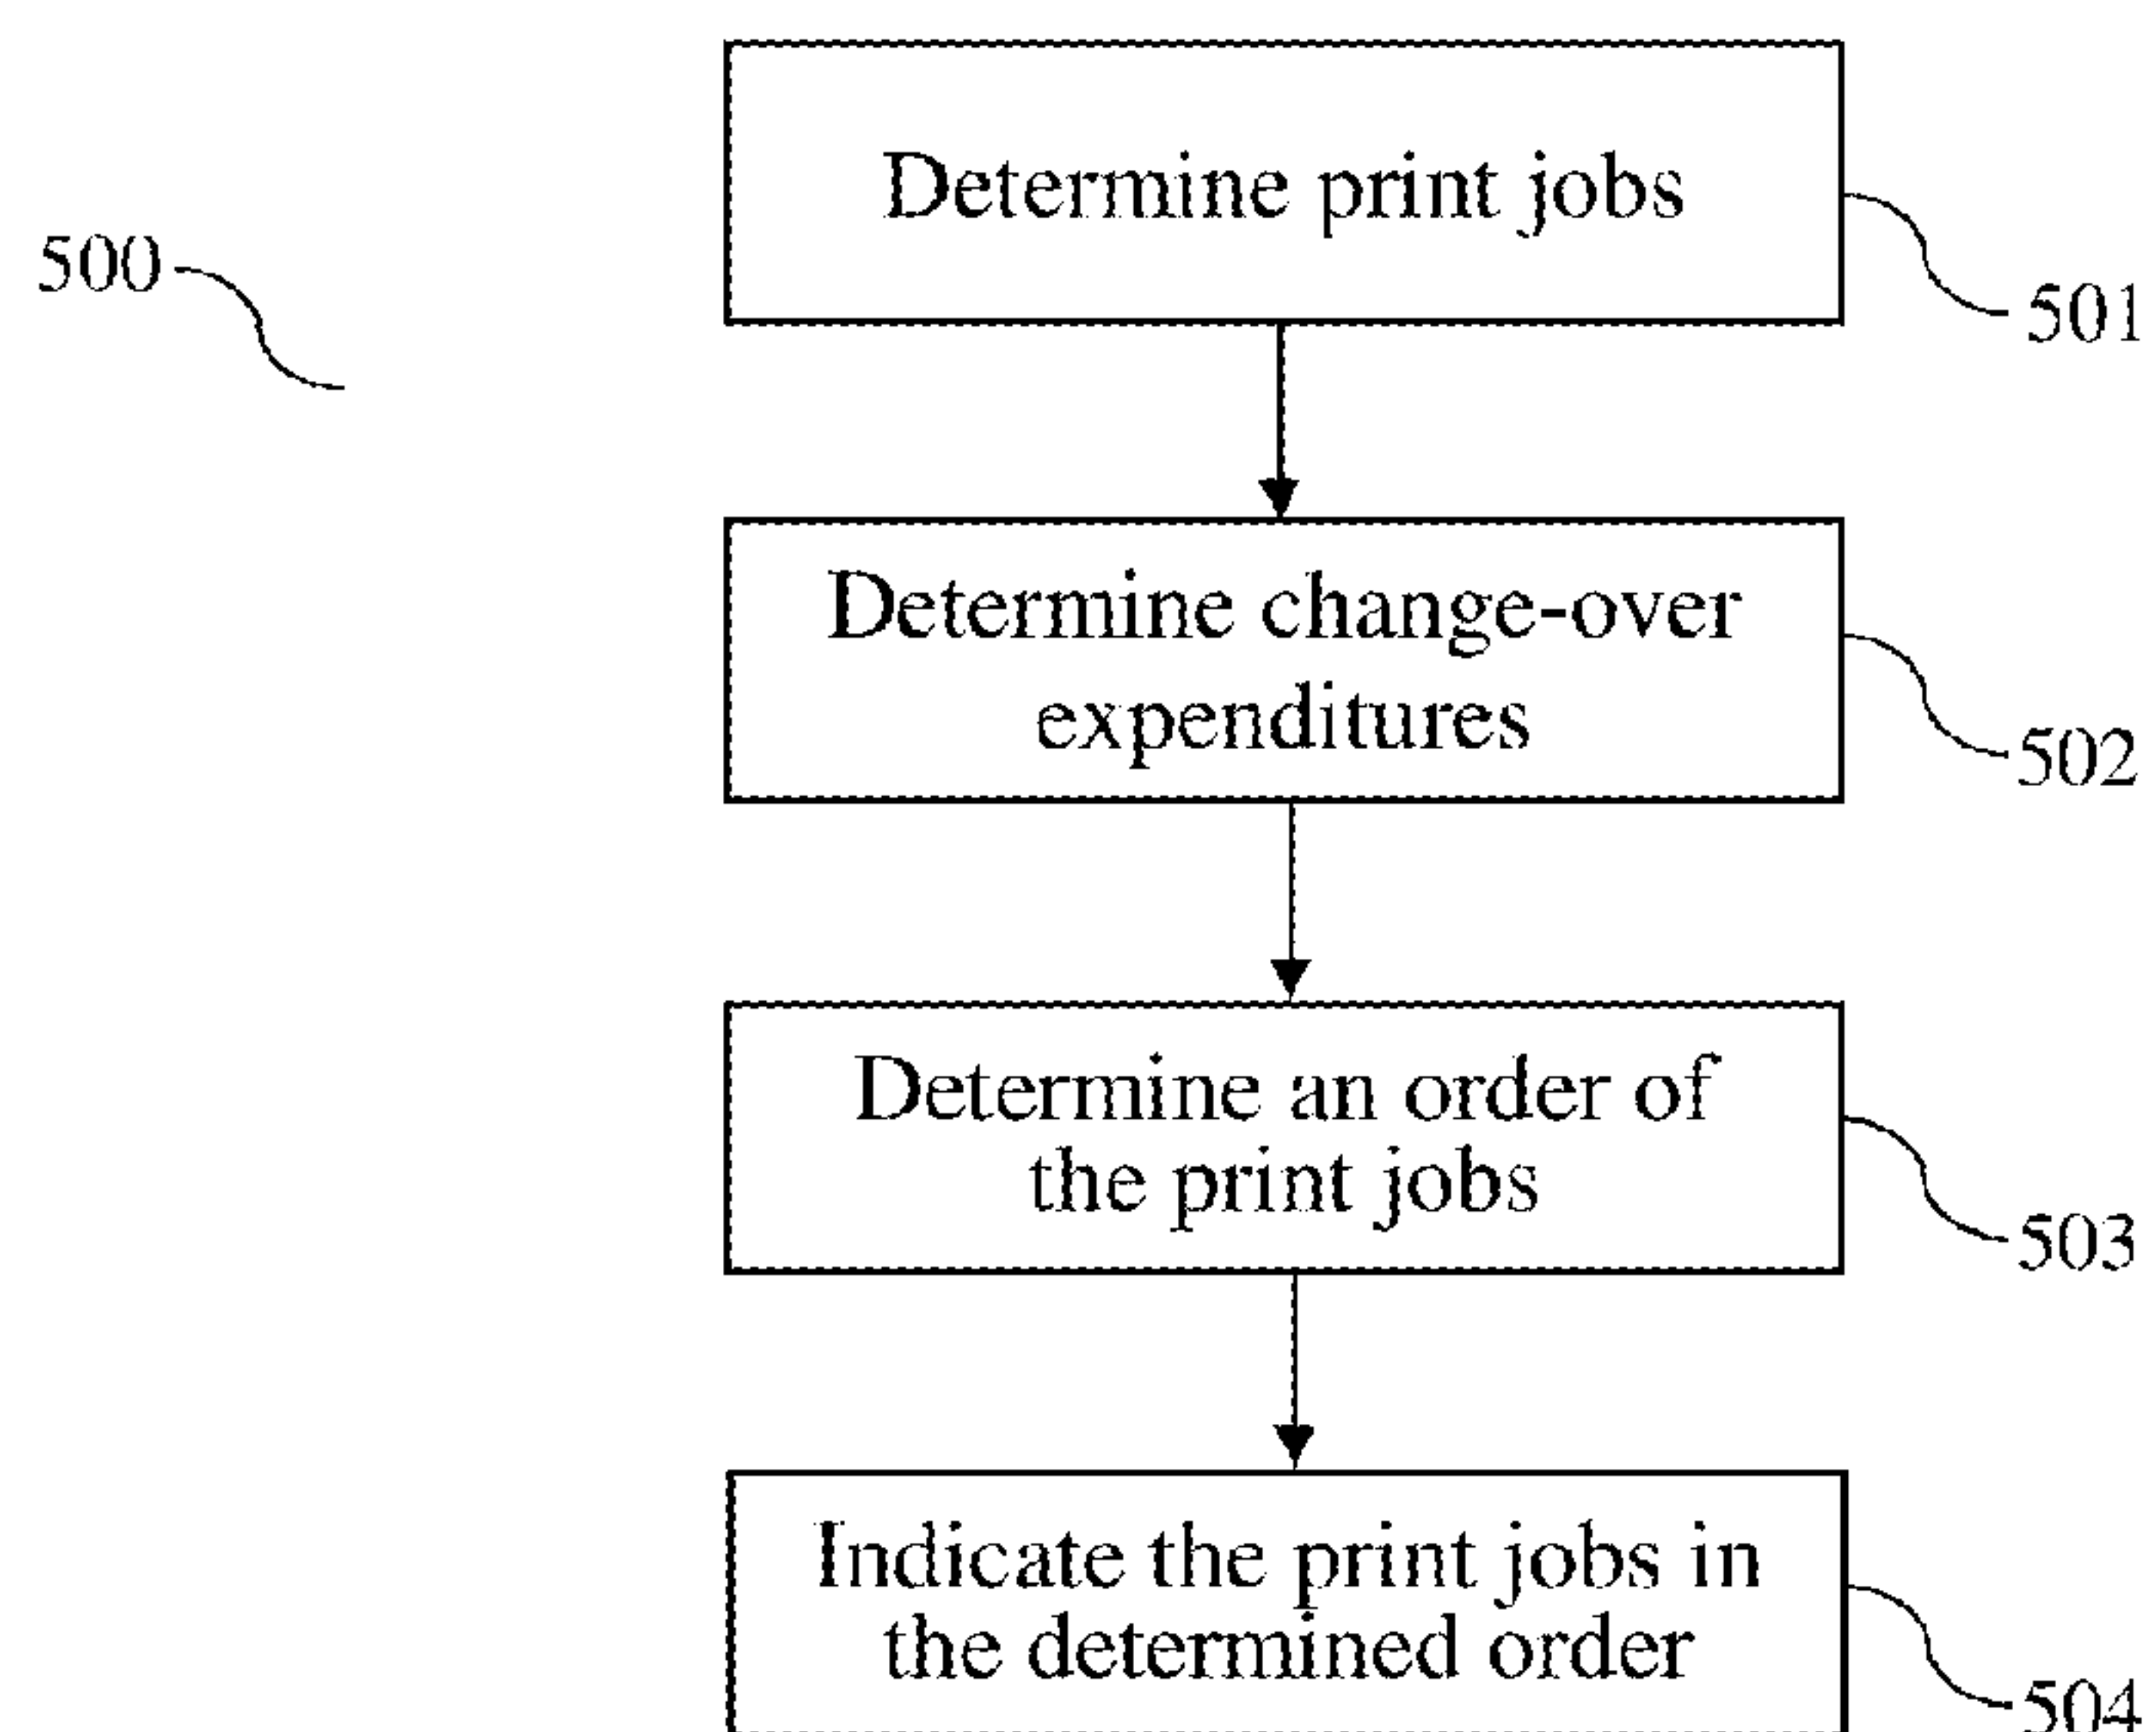 Determine print jobs
500
501
Determine change-over
expenditures
502
Determine an order of
the print jobs
503
Indicate the print jobs in
the determined order
504